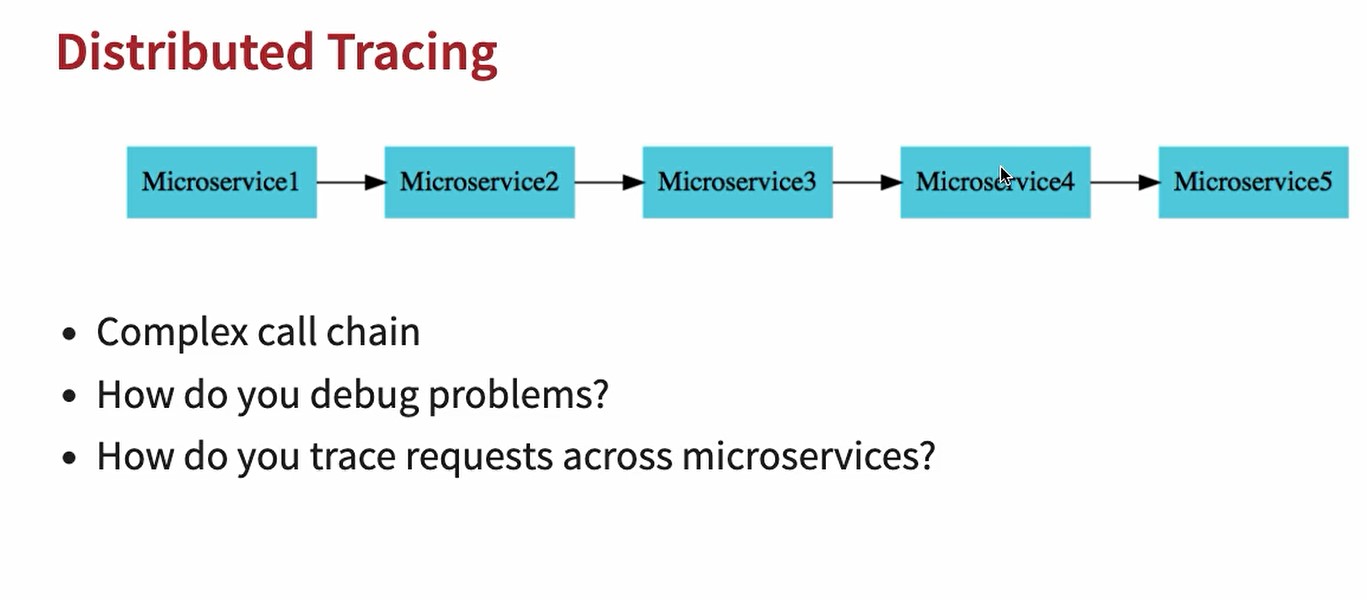 Distributed Tracing
Microservice1 Microservice2 Microservice3 Microservice4 Microservice5
• Complex call chain
• How do you debug problems?
• How do you trace requests across microservices?